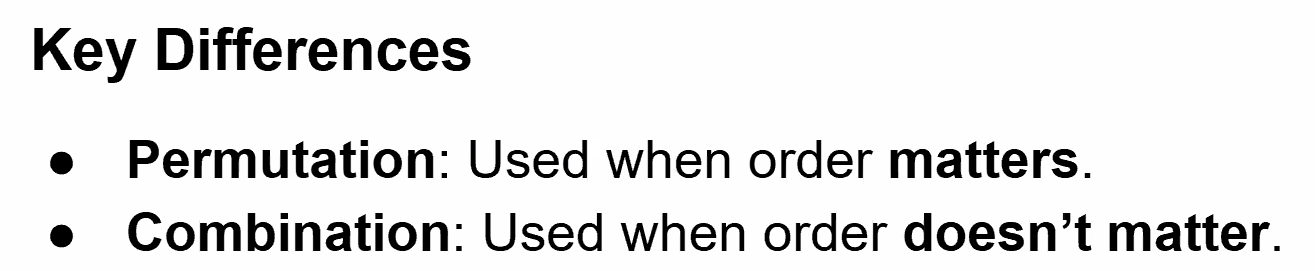 Key Differences
● Permutation: Used when order matters.
● Combination: Used when order doesn’t matter.